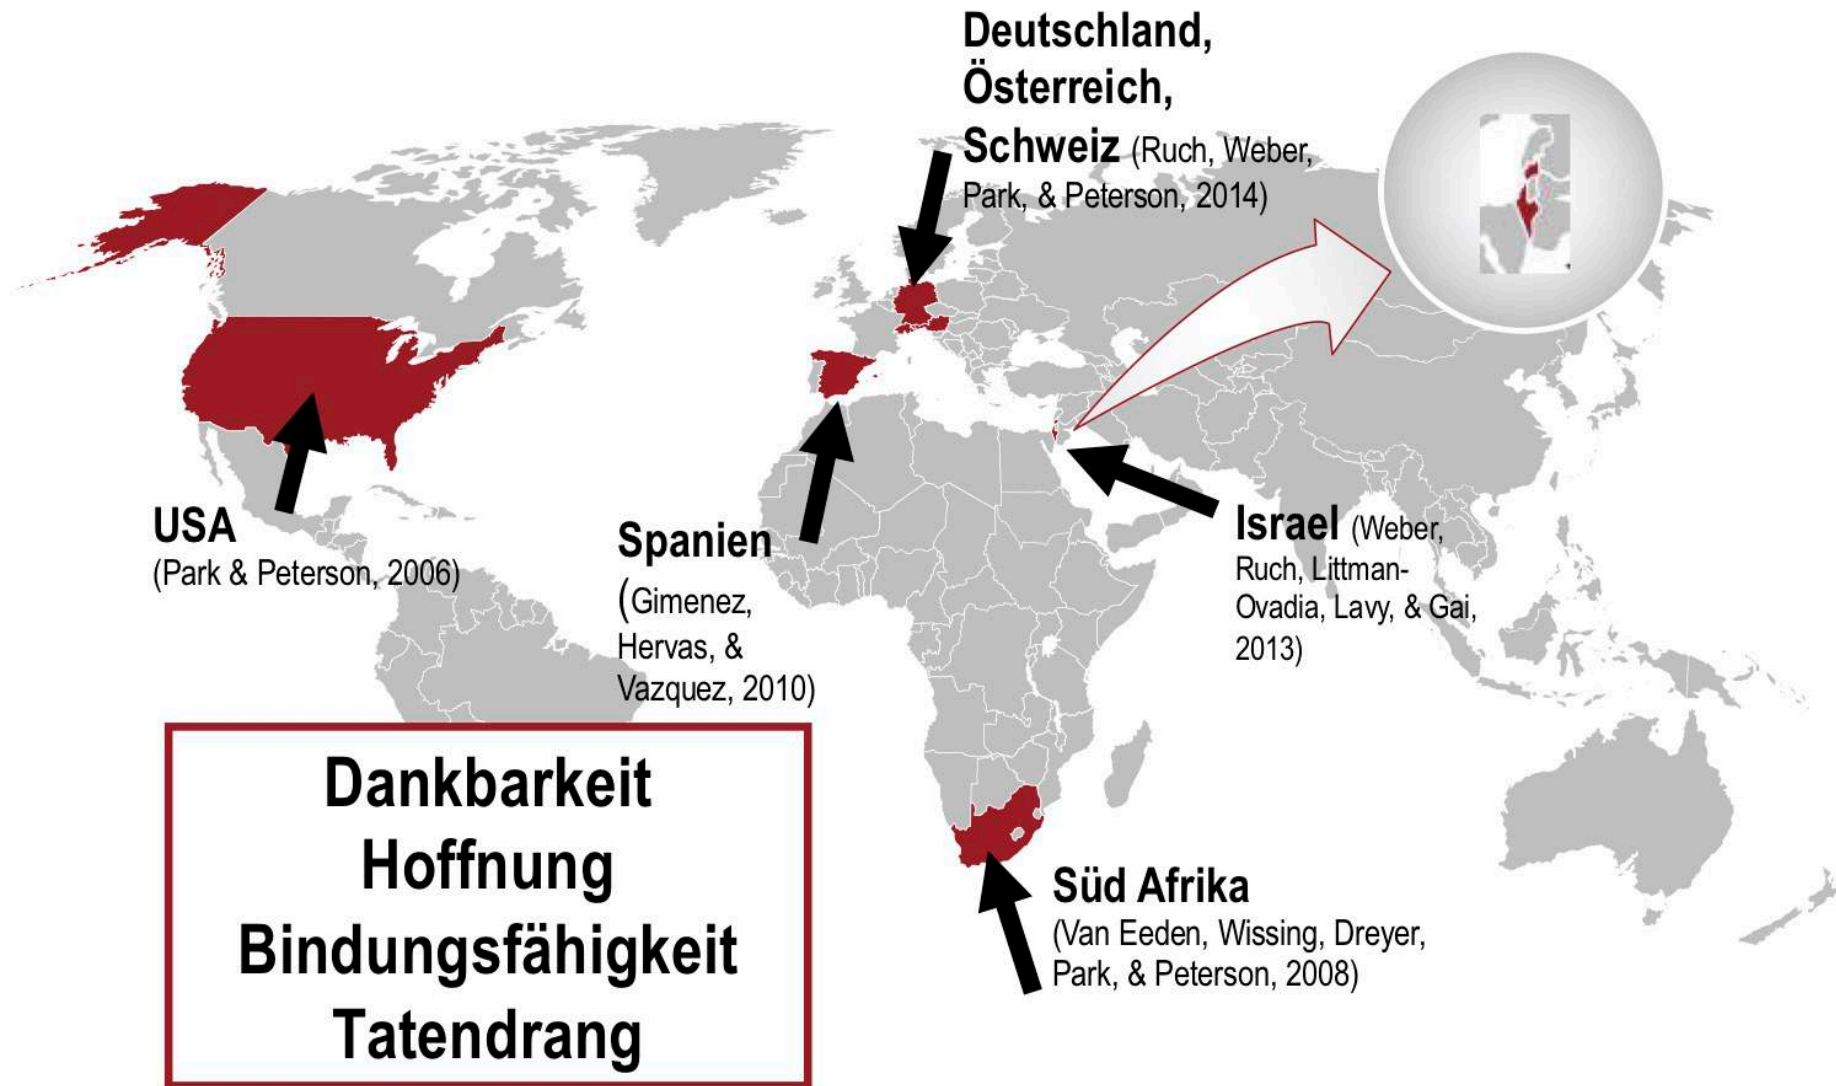 Deutschland,
Österreich,
Schweiz (Ruch, Weber,
Park, & Peterson, 2014)
USA
(Park & Peterson, 2006)
Spanien
(Gimenez,
Hervas, &
Vazquez, 2010)
Israel (Weber,
Ruch, Littman-
Ovadia, Lavy, & Gai,
2013)
Dankbarkeit
Hoffnung
Bindungsfähigkeit
Tatendrang
Süd Afrika
(Van Eeden, Wissing, Dreyer,
Park, & Peterson, 2008)